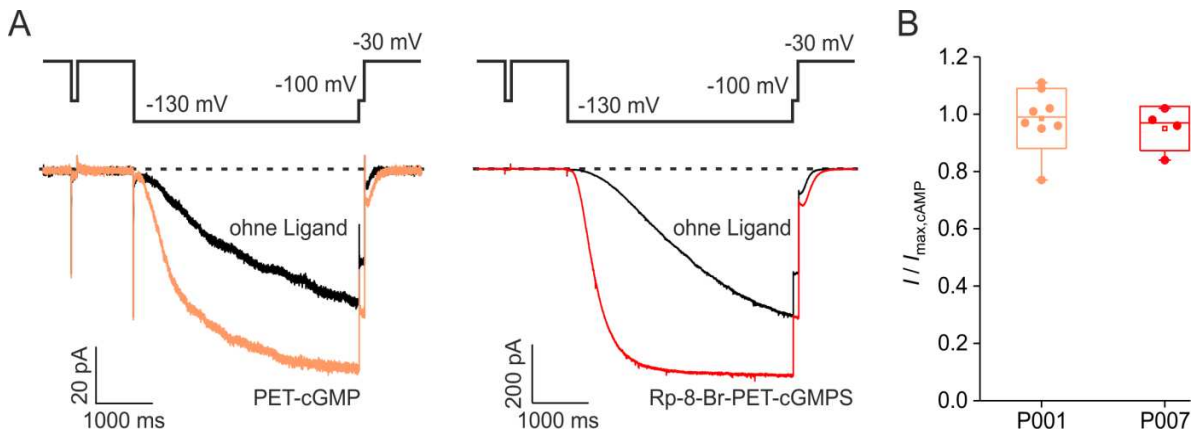 A
-30 mV
-100 mV
-130 mV
ohne Ligand
20 pA
1000 ms
PET-cGMP
-30 mV
-100 mV
-130 mV
ohne Ligand
200 pA
1000 ms
Rp-8-Br-PET-cGMPS
B
I / Imax,cAMP
1.2
1.0
0.8
0.6
0.4
0.2
0.0
P001
P007